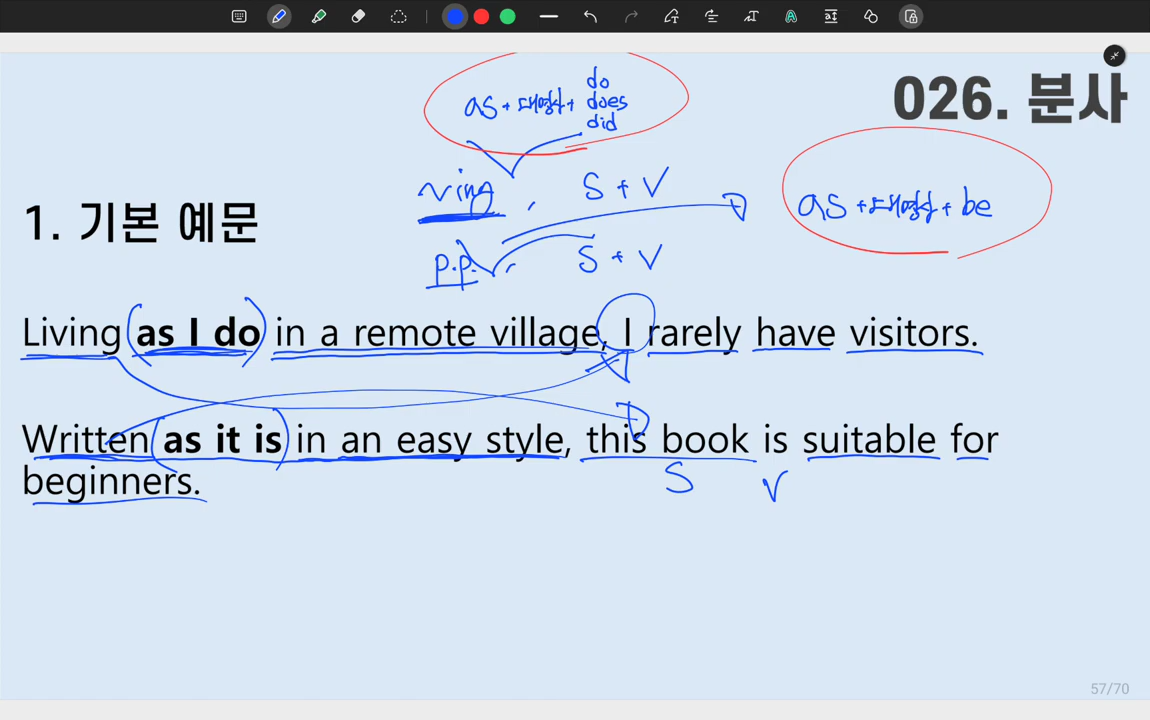 do
as + 대명사 + does
did
026. 분사
ving, S + V
as + 대명사 + be
1. 기본 예문
p.p., S + V
Living (as I do) in a remote village, I rarely have visitors.
Written (as it is) in an easy style, this book is suitable for
beginners.
S V
57/70